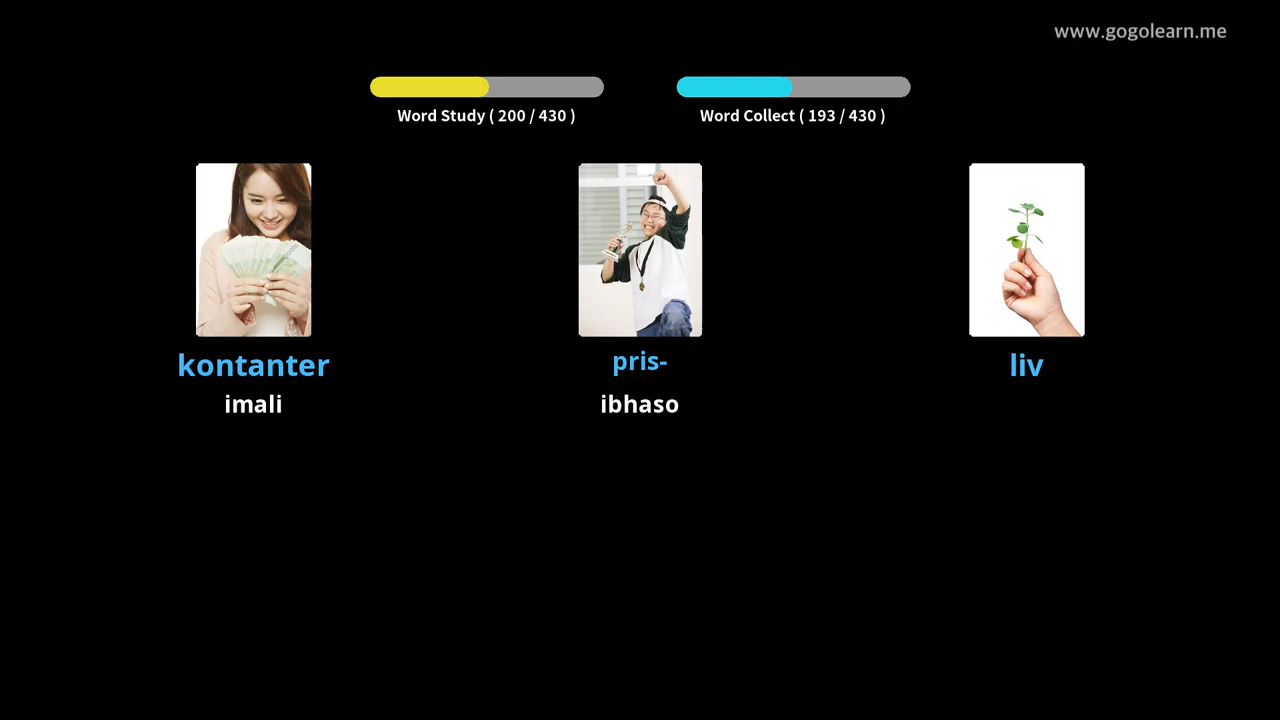 www.gogolearn.me
Word Study ( 200 / 430 )
Word Collect ( 193 / 430 )
kontanter
pris-
liv
imali
ibhaso